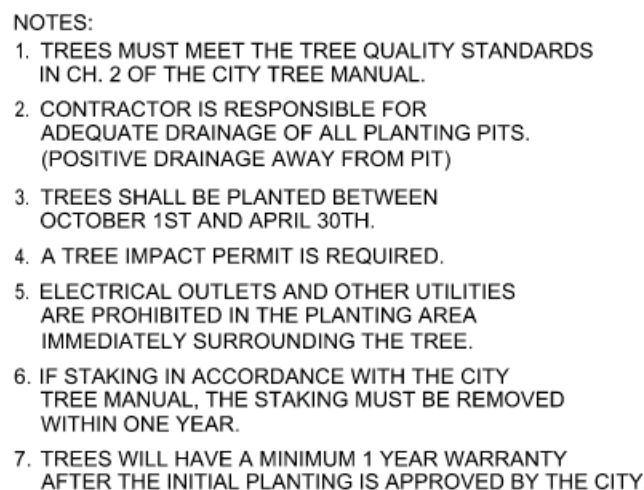 NOTES:
1. TREES MUST MEET THE TREE QUALITY STANDARDS
IN CH. 2 OF THE CITY TREE MANUAL.
2. CONTRACTOR IS RESPONSIBLE FOR
ADEQUATE DRAINAGE OF ALL PLANTING PITS.
(POSITIVE DRAINAGE AWAY FROM PIT)
3. TREES SHALL BE PLANTED BETWEEN
OCTOBER 1ST AND APRIL 30TH.
4. A TREE IMPACT PERMIT IS REQUIRED.
5. ELECTRICAL OUTLETS AND OTHER UTILITIES
ARE PROHIBITED IN THE PLANTING AREA
IMMEDIATELY SURROUNDING THE TREE.
6. IF STAKING IN ACCORDANCE WITH THE CITY
TREE MANUAL, THE STAKING MUST BE REMOVED
WITHIN ONE YEAR.
7. TREES WILL HAVE A MINIMUM 1 YEAR WARRANTY
AFTER THE INITIAL PLANTING IS APPROVED BY THE CITY